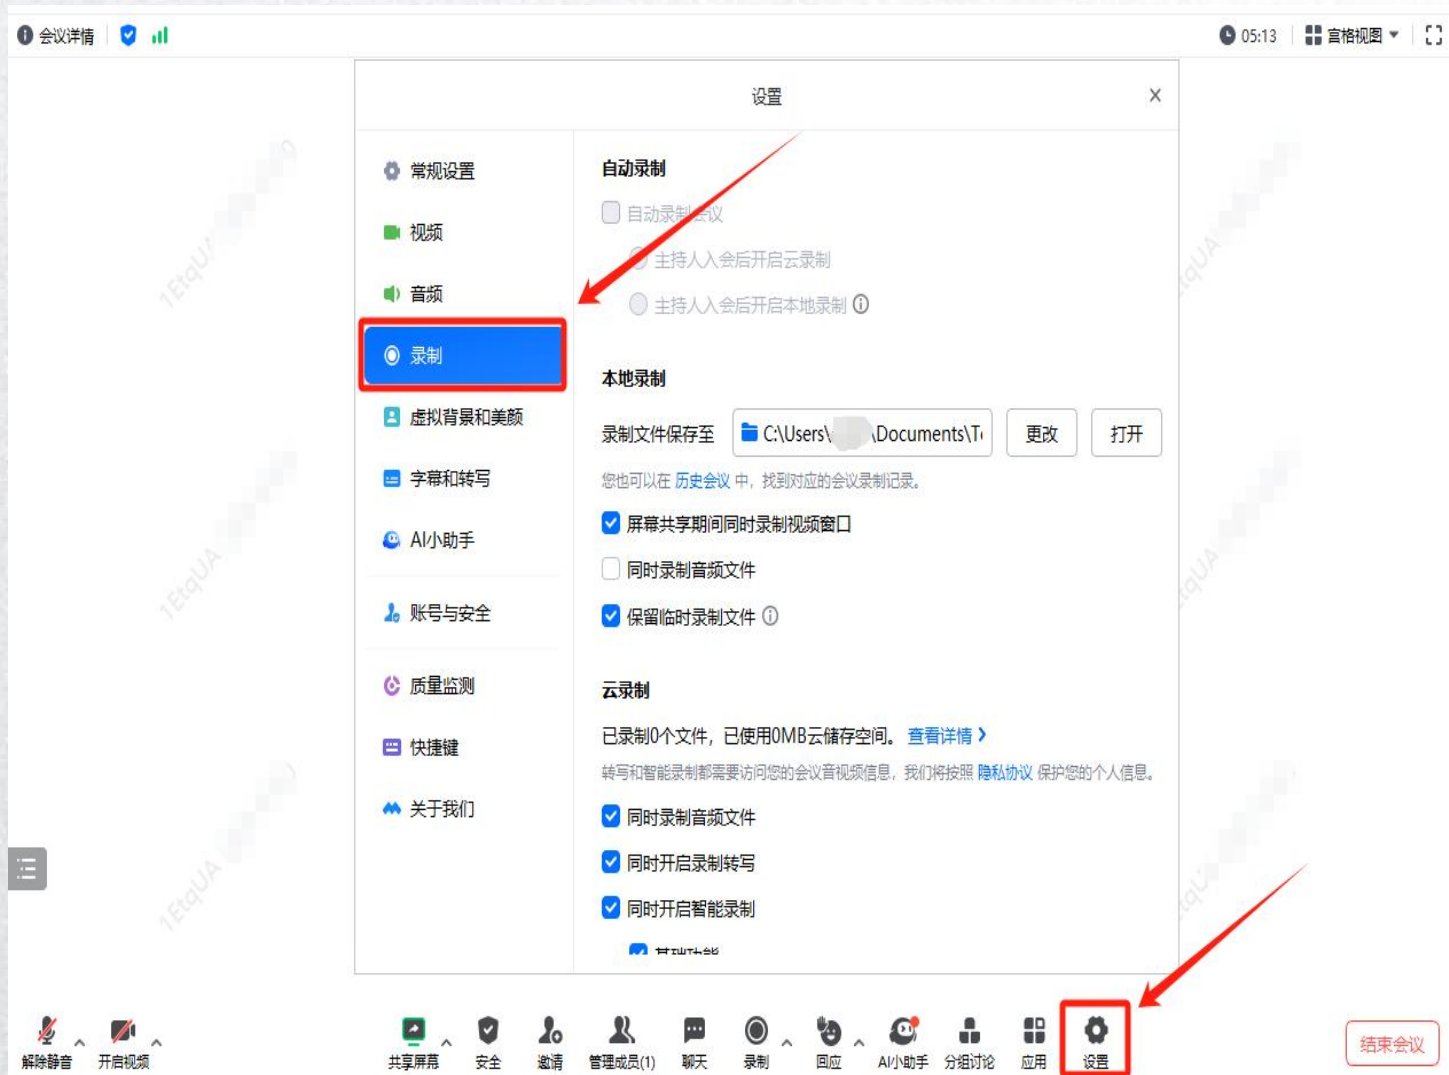 会议详情
05:13
宫格视图
设置
常规设置
视频
音频
录制
虚拟背景和美颜
字幕和转写
AI小助手
账号与安全
质量监测
快捷键
关于我们
自动录制
自动录制会议
主持人入会后开启云录制
主持人入会后开启本地录制
本地录制
录制文件保存至 C:\Users\ \Documents\T 更改 打开
您也可以在 历史会议 中，找到对应的会议录制记录。
屏幕共享期间同时录制视频窗口
同时录制音频文件
保留临时录制文件
云录制
已录制0个文件，已使用0MB云储存空间。 查看详情
转写和智能录制都需要访问您的会议音视频信息，我们将按照 隐私协议 保护您的个人信息。
同时录制音频文件
同时开启录制转写
同时开启智能录制
基础功能
1EtqUA
1EtqUA
1EtqUA
解除静音 开启视频 共享屏幕 安全 邀请 管理成员(1) 聊天 录制 回应 AI小助手 分组讨论 应用 设置 结束会议